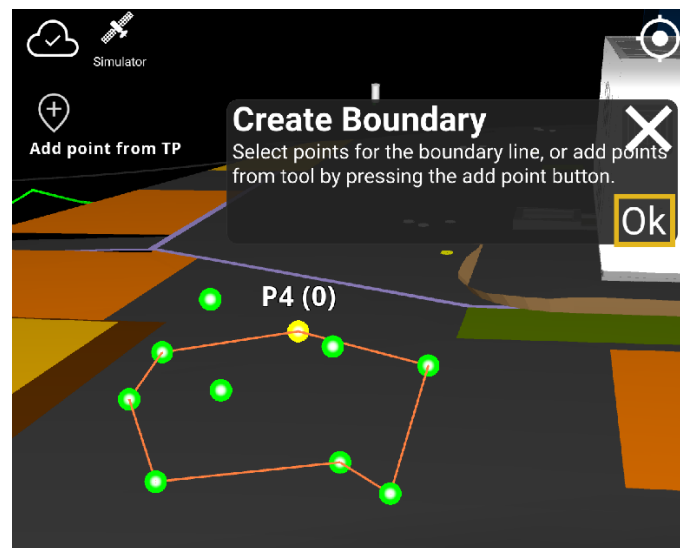 Simulator
Add point from TP
Create Boundary
Select points for the boundary line, or add points
from tool by pressing the add point button.
Ok
P4 (0)